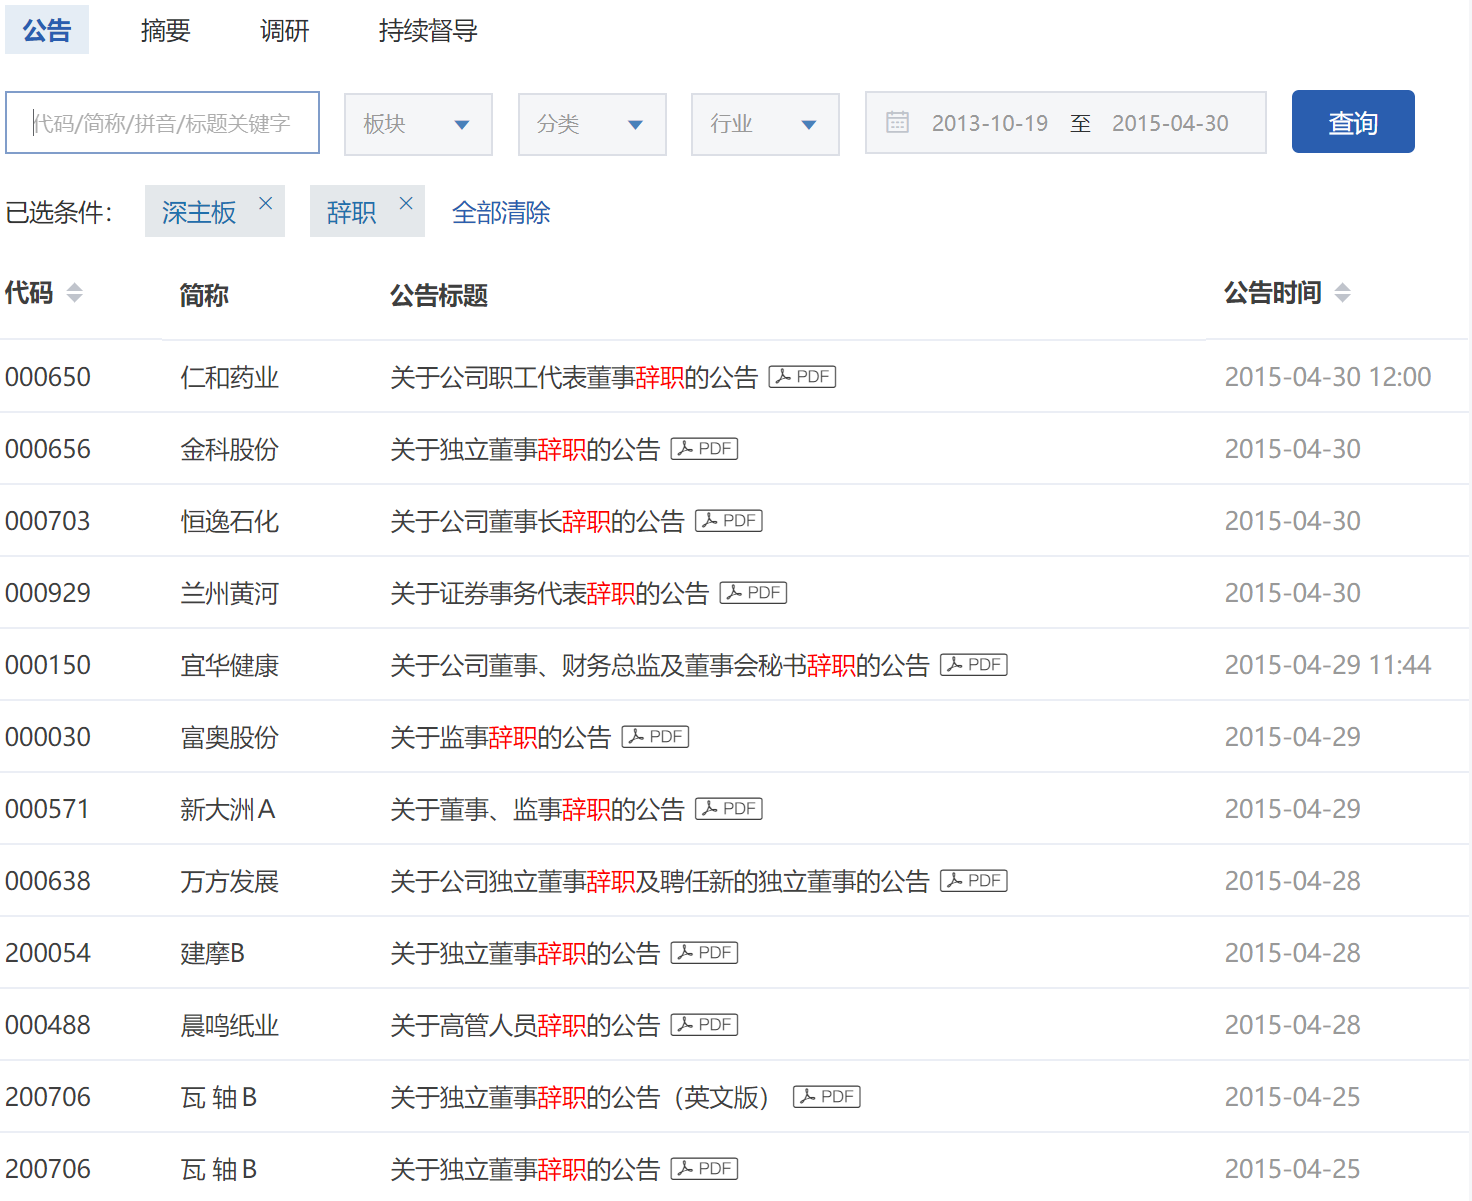 公告 摘要 调研 持续督导
代码/简称/拼音/标题关键字 板块 分类 行业 2013-10-19 至 2015-04-30 查询
已选条件： 深主板 × 辞职 × 全部清除
代码 简称 公告标题 公告时间
000650 仁和药业 关于公司职工代表董事辞职的公告 PDF 2015-04-30 12:00
000656 金科股份 关于独立董事辞职的公告 PDF 2015-04-30
000703 恒逸石化 关于公司董事长辞职的公告 PDF 2015-04-30
000929 兰州黄河 关于证券事务代表辞职的公告 PDF 2015-04-30
000150 宜华健康 关于公司董事、财务总监及董事会秘书辞职的公告 PDF 2015-04-29 11:44
000030 富奥股份 关于监事辞职的公告 PDF 2015-04-29
000571 新大洲A 关于董事、监事辞职的公告 PDF 2015-04-29
000638 万方发展 关于公司独立董事辞职及聘任新的独立董事的公告 PDF 2015-04-28
200054 建摩B 关于独立董事辞职的公告 PDF 2015-04-28
000488 晨鸣纸业 关于高管人员辞职的公告 PDF 2015-04-28
200706 瓦 轴B 关于独立董事辞职的公告（英文版） PDF 2015-04-25
200706 瓦 轴B 关于独立董事辞职的公告 PDF 2015-04-25